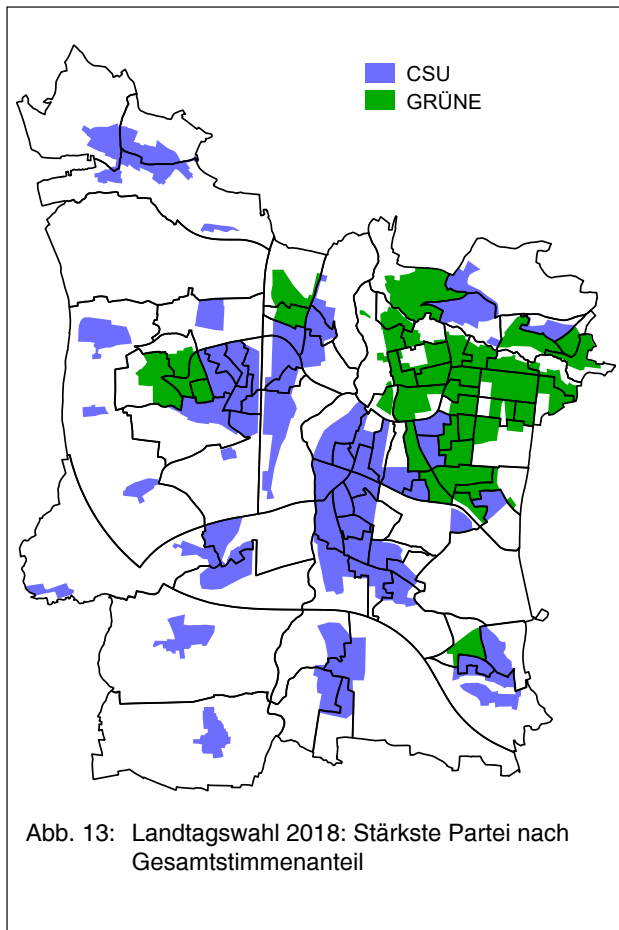 CSU
GRÜNE
Abb. 13: Landtagswahl 2018: Stärkste Partei nach
Gesamtstimmenanteil